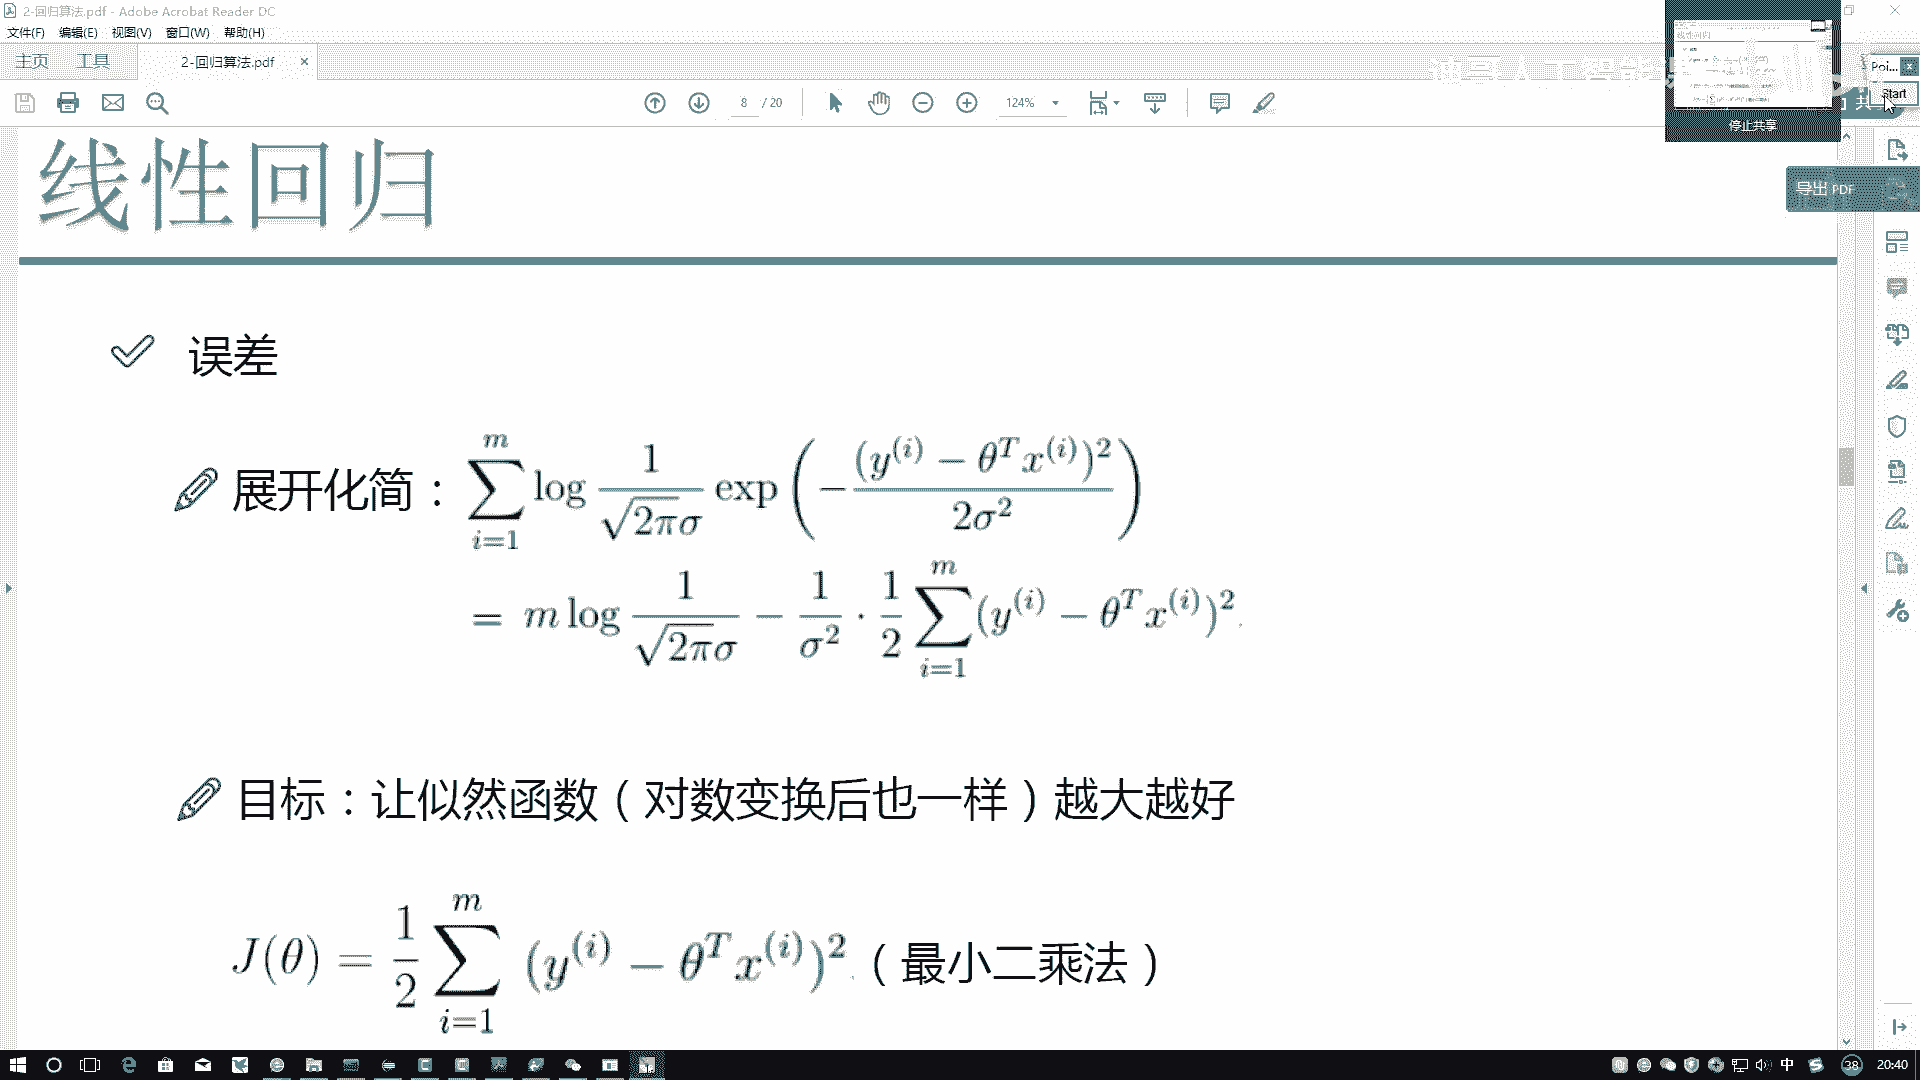 2-回归算法.pdf - Adobe Acrobat Reader DC
文件(F) 编辑(E) 视图(V) 窗口(W) 帮助(H)
主页 工具 2-回归算法.pdf ×
8 / 20 124%
Poi...
Start
停止共享
导出 PDF
线性回归
误差
展开化简：$\sum_{i=1}^{m} \log \frac{1}{\sqrt{2\pi}\sigma} \exp\left(-\frac{(y^{(i)} - \theta^T x^{(i)})^2}{2\sigma^2}\right)$
$= m \log \frac{1}{\sqrt{2\pi}\sigma} - \frac{1}{\sigma^2} \cdot \frac{1}{2} \sum_{i=1}^{m} (y^{(i)} - \theta^T x^{(i)})^2$
目标：让似然函数（对数变换后也一样）越大越好
$J(\theta) = \frac{1}{2} \sum_{i=1}^{m} (y^{(i)} - \theta^T x^{(i)})^2$（最小二乘法）
中 38 20:40